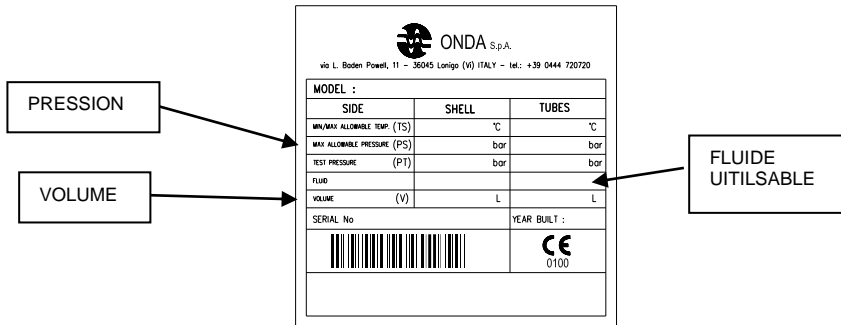 ONDA S.p.A.
via L. Baden Powell, 11 - 36045 Lonigo (Vi) ITALY - tel.: +39 0444 720720
MODEL :
SIDE SHELL TUBES
MIN/MAX ALLOWABLE TEMP. (TS) °C °C
MAX ALLOWABLE PRESSURE (PS) bar bar
TEST PRESSURE (PT) bar bar
FLUID
VOLUME (V) L L
SERIAL No YEAR BUILT :
CE
0100
PRESSION
VOLUME
FLUIDE
UITILSABLE